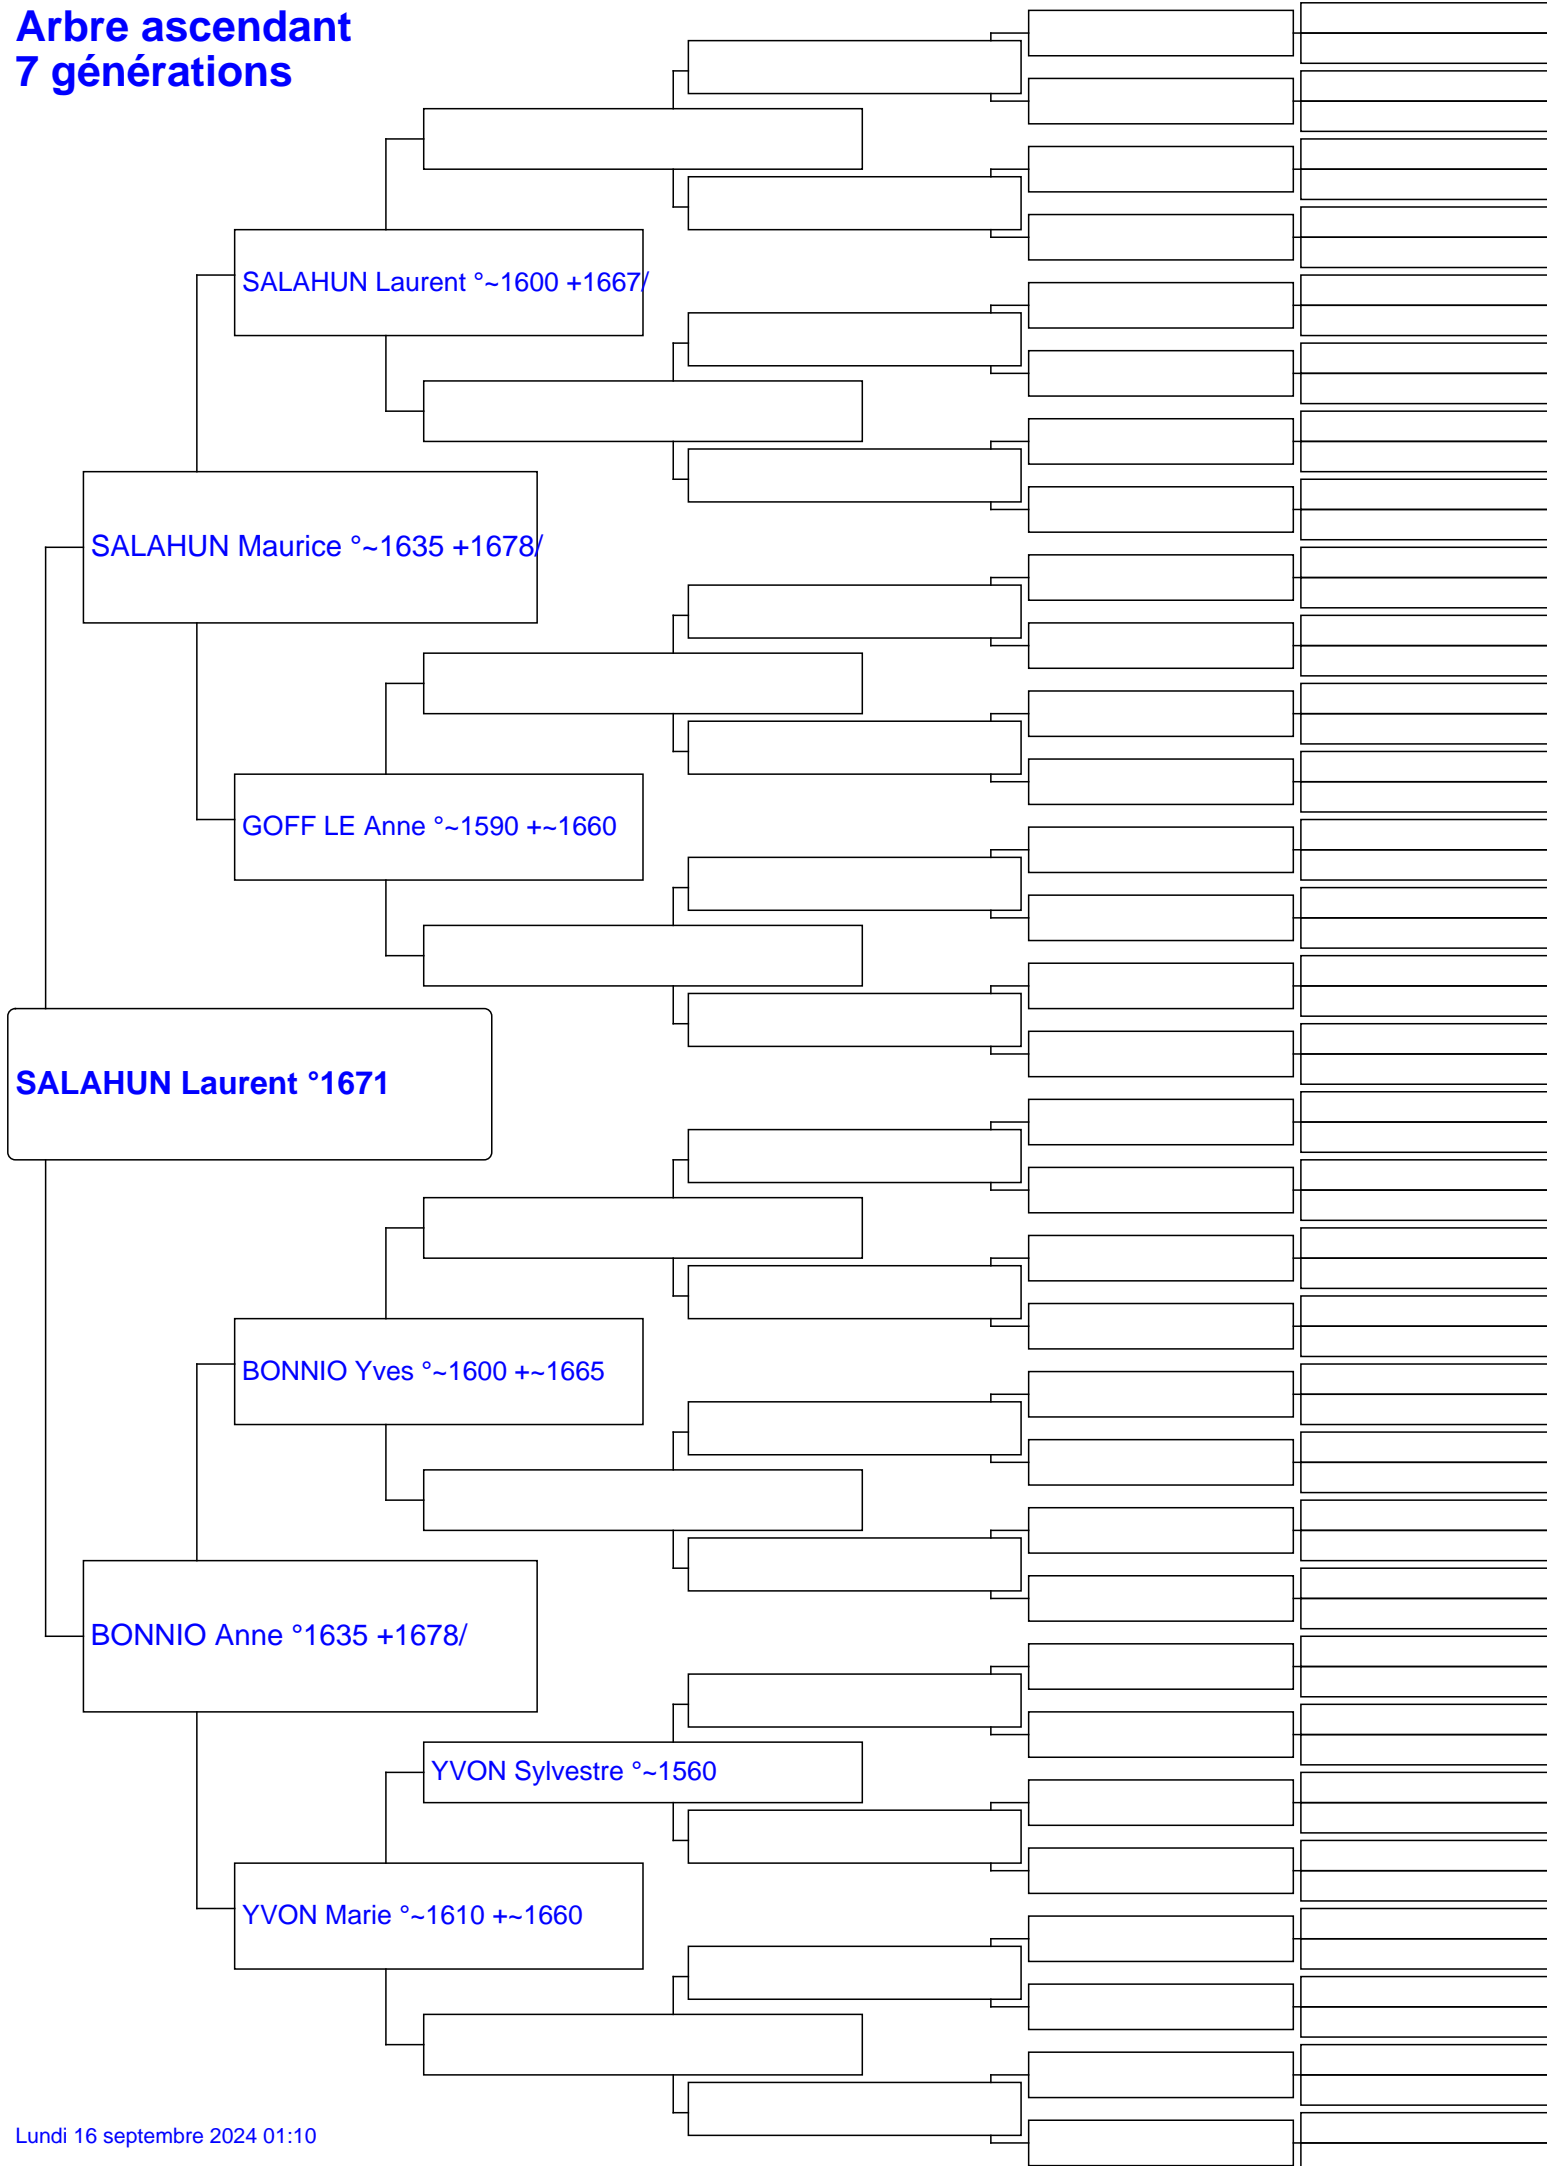 Arbre ascendant
7 générations
SALAHUN Laurent °~1600 +1667/
SALAHUN Maurice °~1635 +1678/
GOFF LE Anne °~1590 +~1660
SALAHUN Laurent °1671
BONNIO Yves °~1600 +~1665
BONNIO Anne °1635 +1678/
YVON Sylvestre °~1560
YVON Marie °~1610 +~1660
Lundi 16 septembre 2024 01:10